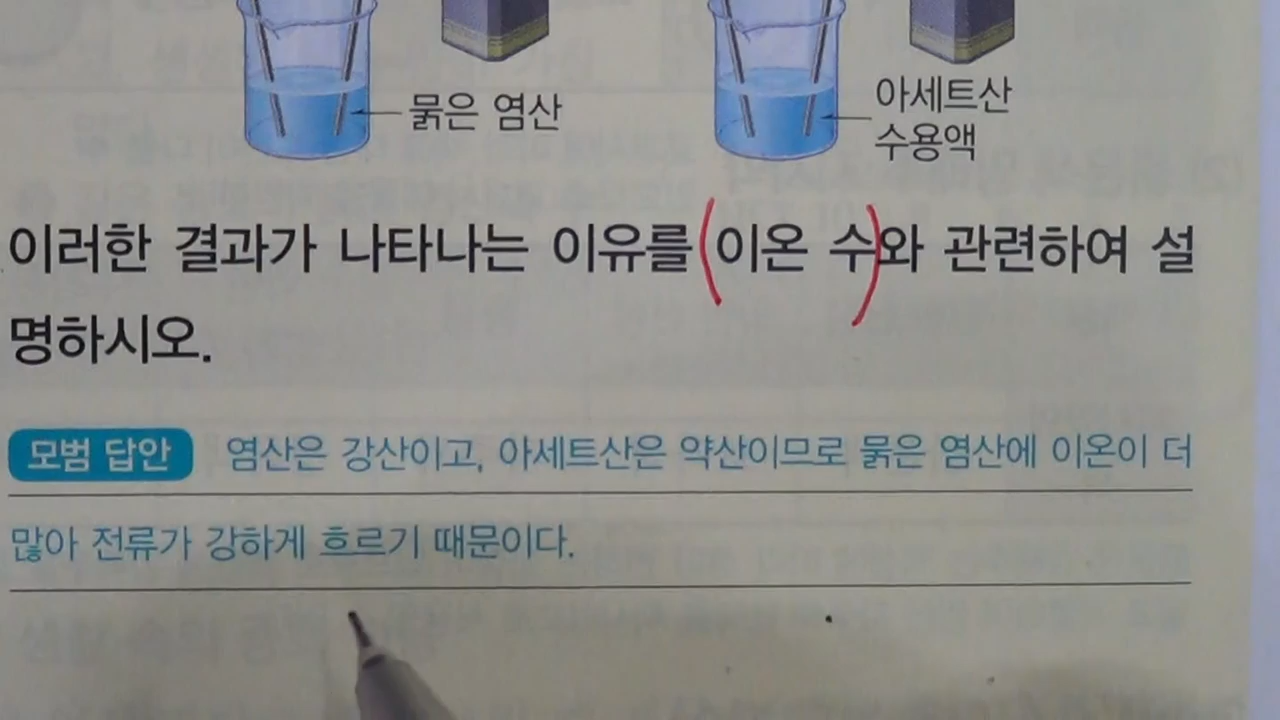 묽은 염산
아세트산
수용액
이러한 결과가 나타나는 이유를 (이온 수)와 관련하여 설
명하시오.
모범 답안 염산은 강산이고, 아세트산은 약산이므로 묽은 염산에 이온이 더
많아 전류가 강하게 흐르기 때문이다.